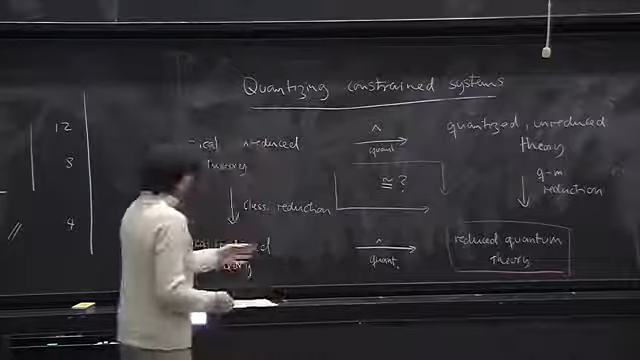 Quantizing constrained systems
12
8
4
//
ical unreduced
theory
^
quant
quantized, unreduced
theory
class. reduction
≅ ?
q-m
reduction
^
quant.
reduced quantum
theory